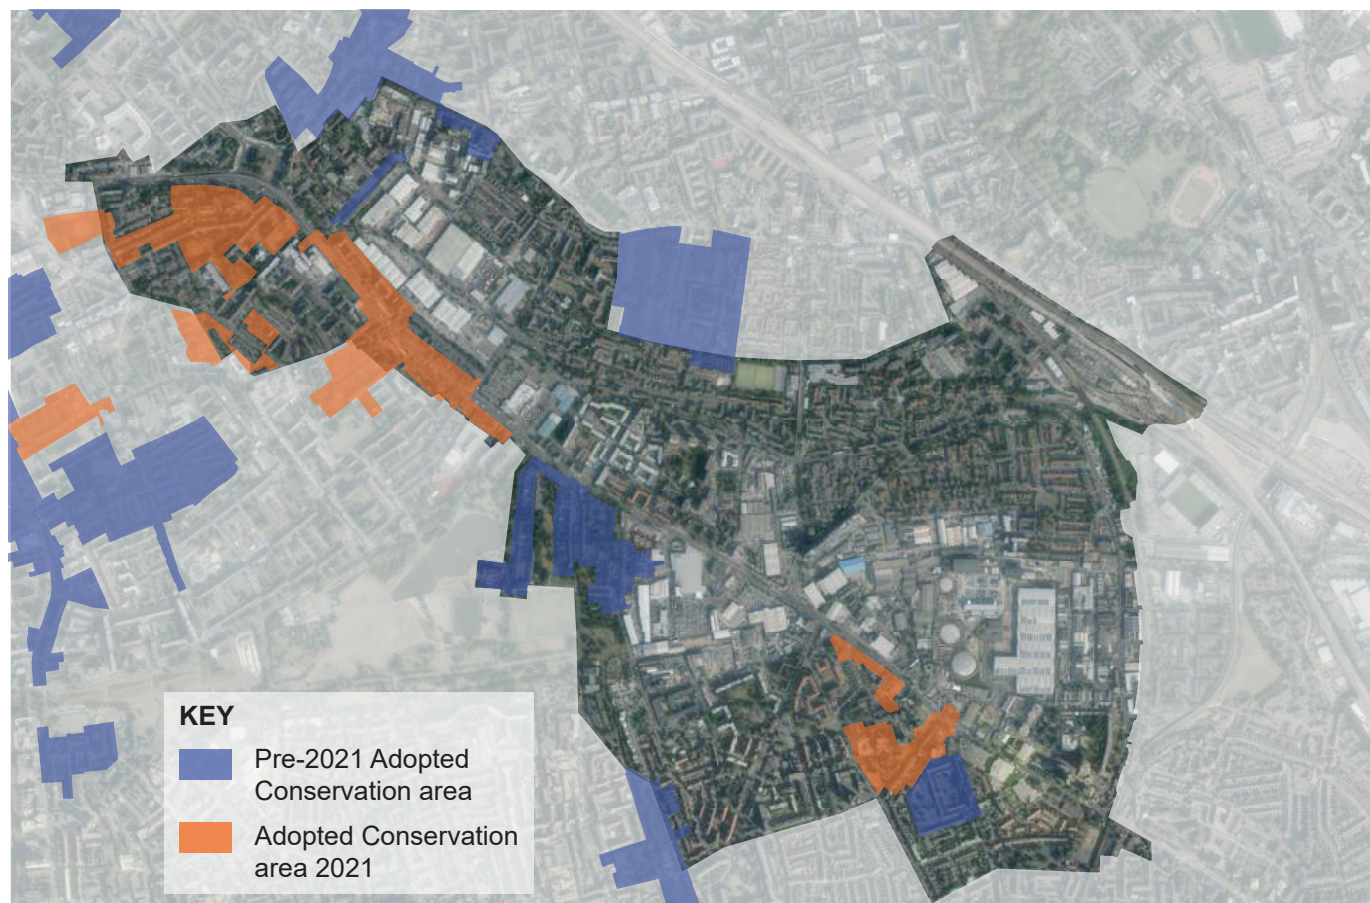 KEY
Pre-2021 Adopted
Conservation area
Adopted Conservation
area 2021